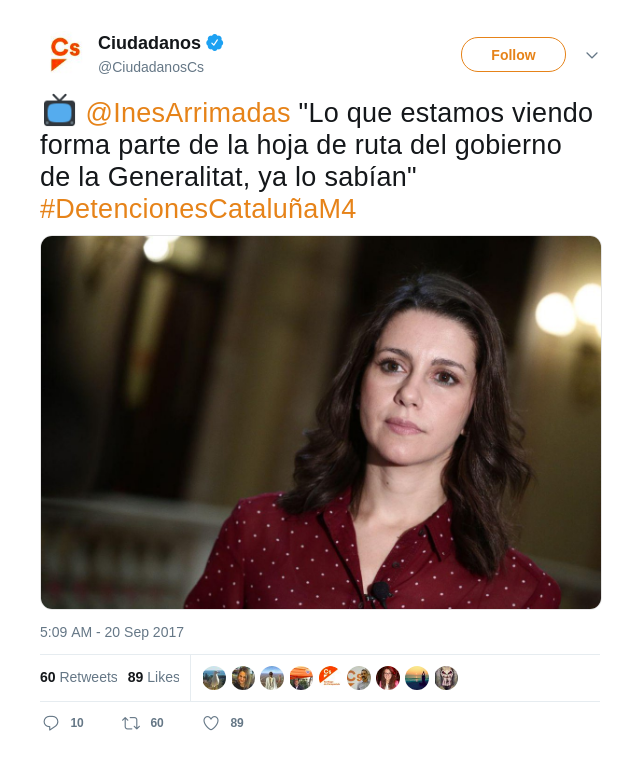 Cs
Ciudadanos
@CiudadanosCs
Follow
@InesArrimadas "Lo que estamos viendo
forma parte de la hoja de ruta del gobierno
de la Generalitat, ya lo sabían"
#DetencionesCataluñaM4
5:09 AM - 20 Sep 2017
60 Retweets 89 Likes
10 60 89